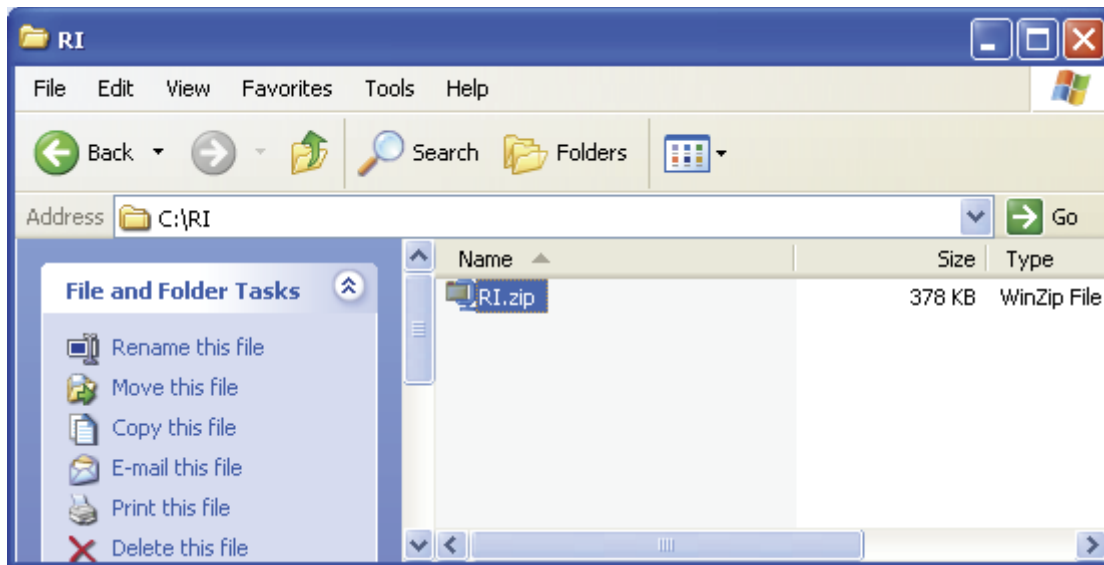 RI
File Edit View Favorites Tools Help
Back Search Folders
Address C:\RI Go
Name Size Type
File and Folder Tasks
RI.zip 378 KB WinZip File
Rename this file
Move this file
Copy this file
E-mail this file
Print this file
Delete this file